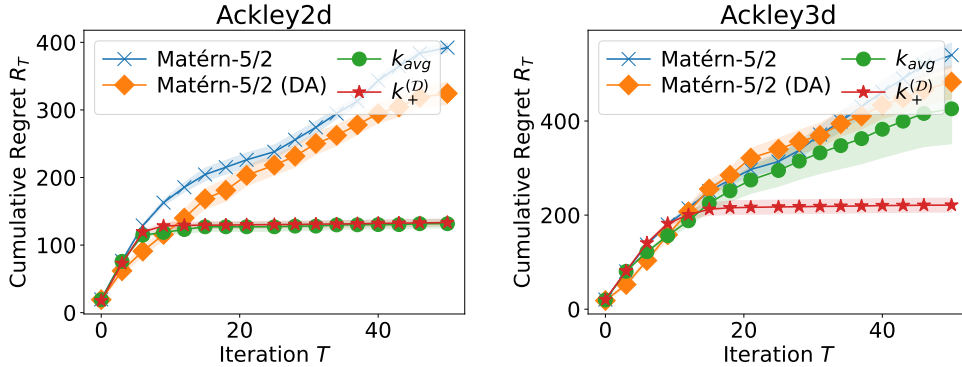 Ackley2d
Cumulative Regret R_T
400
300
200
100
0
Matérn-5/2
Matérn-5/2 (DA)
k_avg
k_+^(𝒟)
0
20
40
Iteration T
Ackley3d
Cumulative Regret R_T
400
200
0
Matérn-5/2
Matérn-5/2 (DA)
k_avg
k_+^(𝒟)
0
20
40
Iteration T